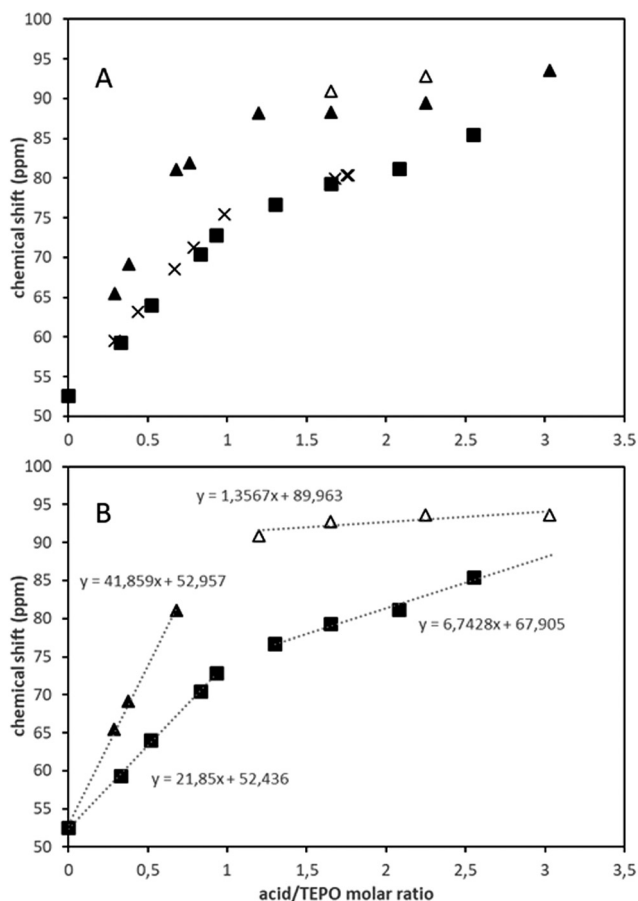 100
95
90
85
80
75
70
65
60
55
50
chemical shift (ppm)
A
0 0.5 1 1.5 2 2.5 3 3,5
100
95
90
85
80
75
70
65
60
55
50
chemical shift (ppm)
B
y = 1,3567x + 89,963
y = 41,859x + 52,957
y = 6,7428x + 67,905
y = 21,85x + 52,436
0 0,5 1 1,5 2 2,5 3 3,5
acid/TEPO molar ratio